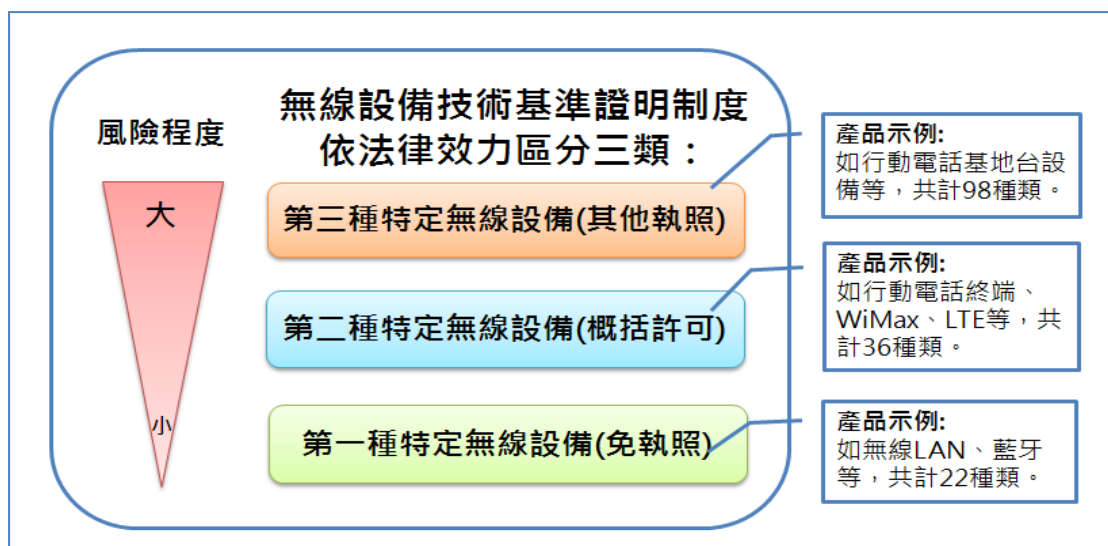 無線設備技術基準證明制度
依法律效力區分三類：
風險程度
大
小
第三種特定無線設備(其他執照)
產品示例:
如行動電話基地台設
備等，共計98種類。
第二種特定無線設備(概括許可)
產品示例:
如行動電話終端、
WiMax、LTE等，共
計36種類。
第一種特定無線設備(免執照)
產品示例:
如無線LAN、藍牙
等，共計22種類。